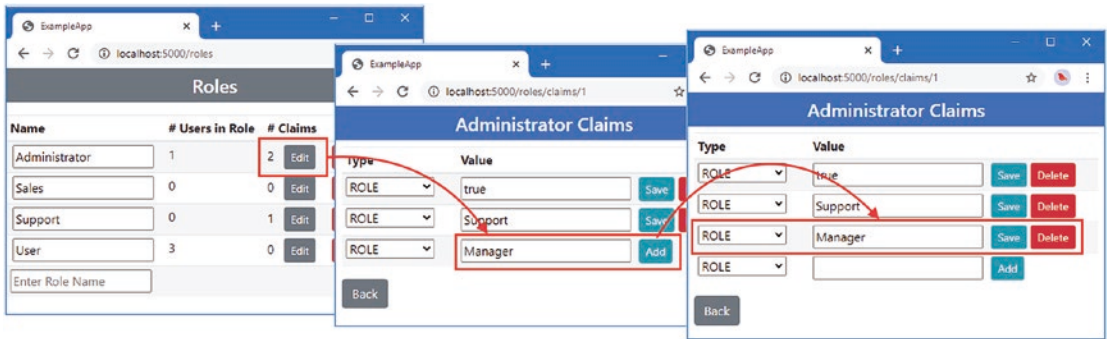 ExampleApp
localhost:5000/roles
Roles
Name # Users in Role # Claims
Administrator 1 2 Edit
Sales 0 0 Edit
Support 0 1 Edit
User 3 0 Edit
Enter Role Name
ExampleApp
localhost:5000/roles/claims/1
Administrator Claims
Type Value
ROLE true Save
ROLE Support Save
ROLE Manager Add
Back
ExampleApp
localhost:5000/roles/claims/1
Administrator Claims
Type Value
ROLE true Save Delete
ROLE Support Save Delete
ROLE Manager Save Delete
ROLE Add
Back